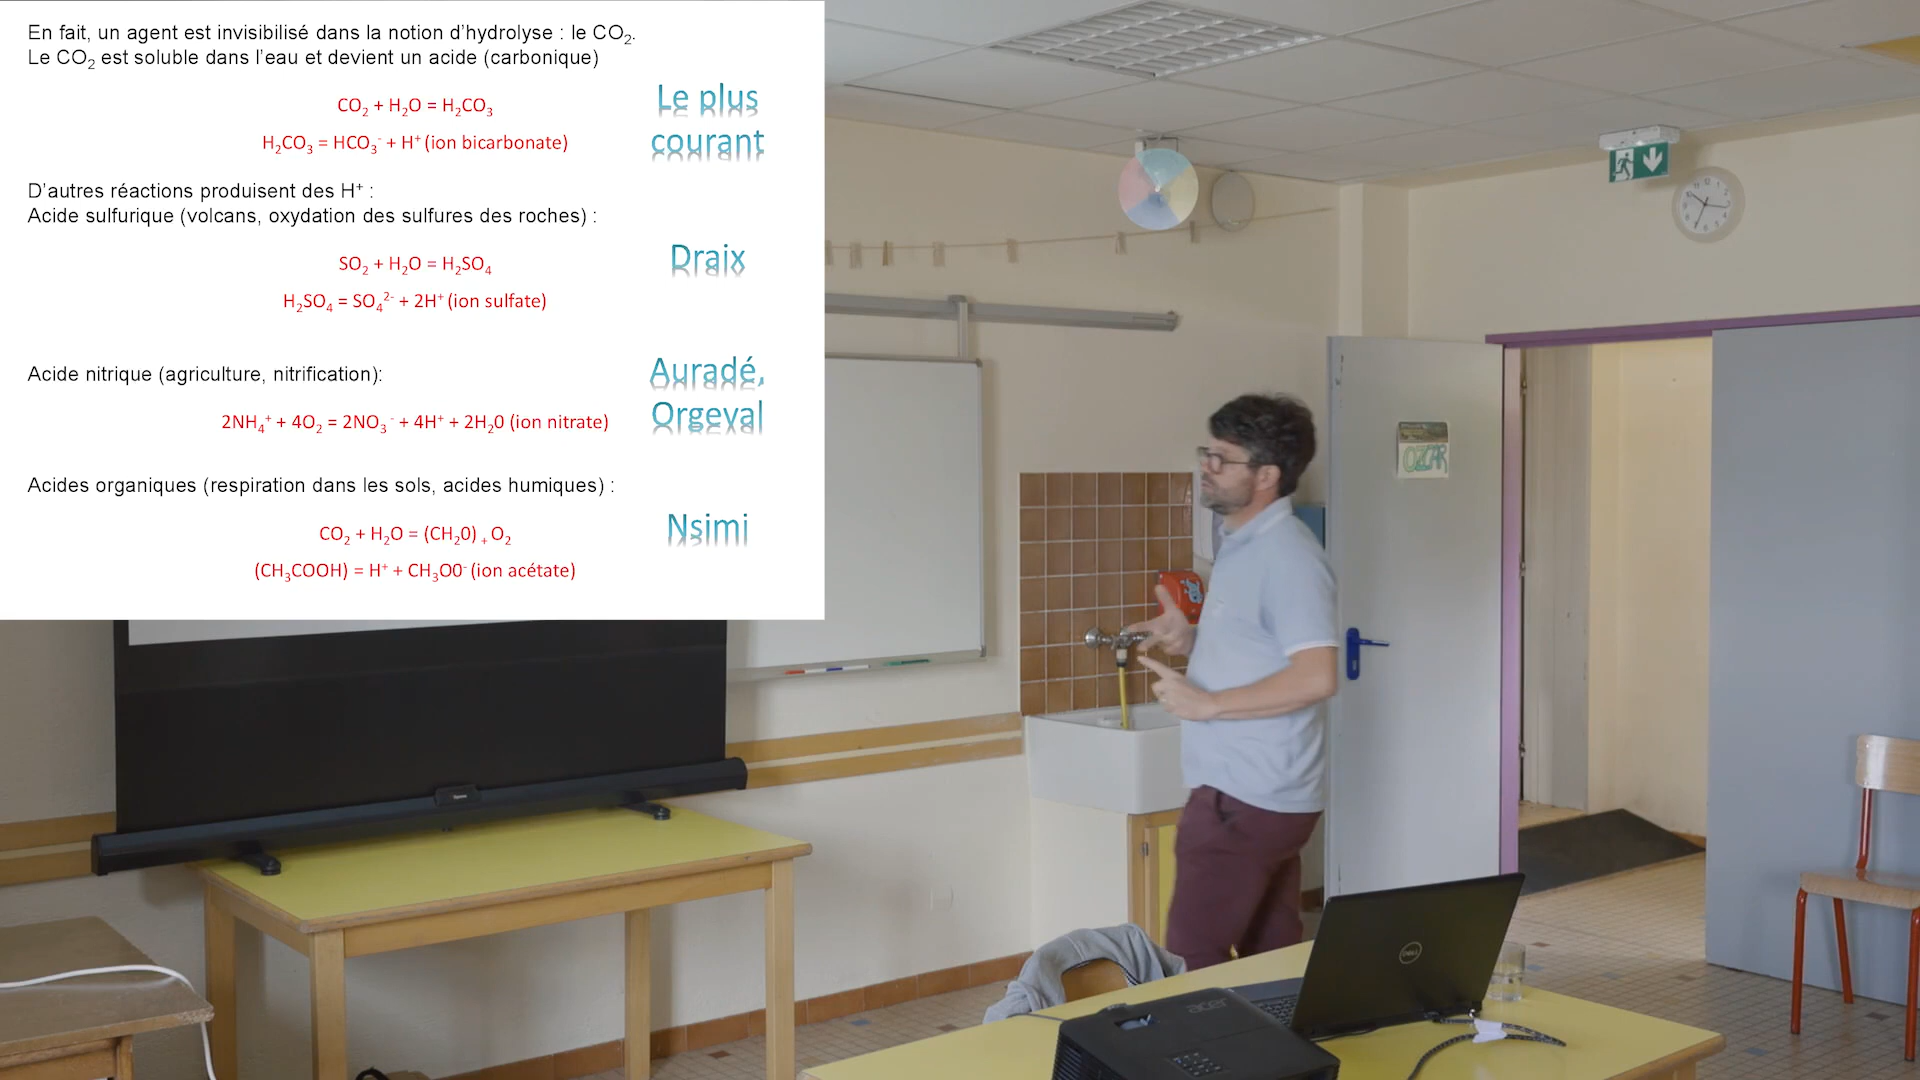 En fait, un agent est invisibilisé dans la notion d’hydrolyse : le CO₂.
Le CO₂ est soluble dans l’eau et devient un acide (carbonique)
CO₂ + H₂O = H₂CO₃
H₂CO₃ = HCO₃⁻ + H⁺ (ion bicarbonate)
Le plus
courant
D’autres réactions produisent des H⁺ :
Acide sulfurique (volcans, oxydation des sulfures des roches) :
SO₂ + H₂O = H₂SO₄
H₂SO₄ = SO₄²⁻ + 2H⁺ (ion sulfate)
Draix
Acide nitrique (agriculture, nitrification):
2NH₄⁺ + 4O₂ = 2NO₃⁻ + 4H⁺ + 2H₂0 (ion nitrate)
Auradé,
Orgeval
Acides organiques (respiration dans les sols, acides humiques) :
CO₂ + H₂O = (CH₂0) ₊ O₂
(CH₃COOH) = H⁺ + CH₃O0⁻ (ion acétate)
Nsimi
OZCAR
DELL
acer